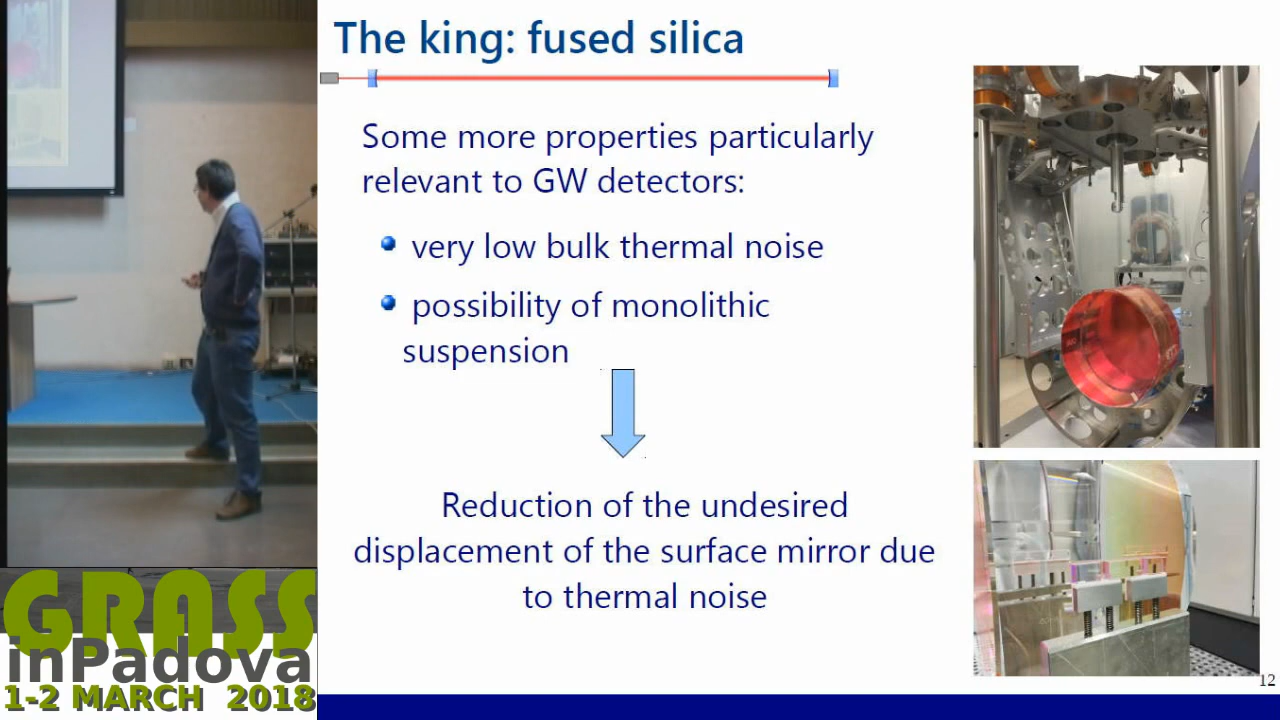 The king: fused silica
Some more properties particularly
relevant to GW detectors:
very low bulk thermal noise
possibility of monolithic
suspension
Reduction of the undesired
displacement of the surface mirror due
to thermal noise
12
GRASS
inPadova
1-2 MARCH 2018